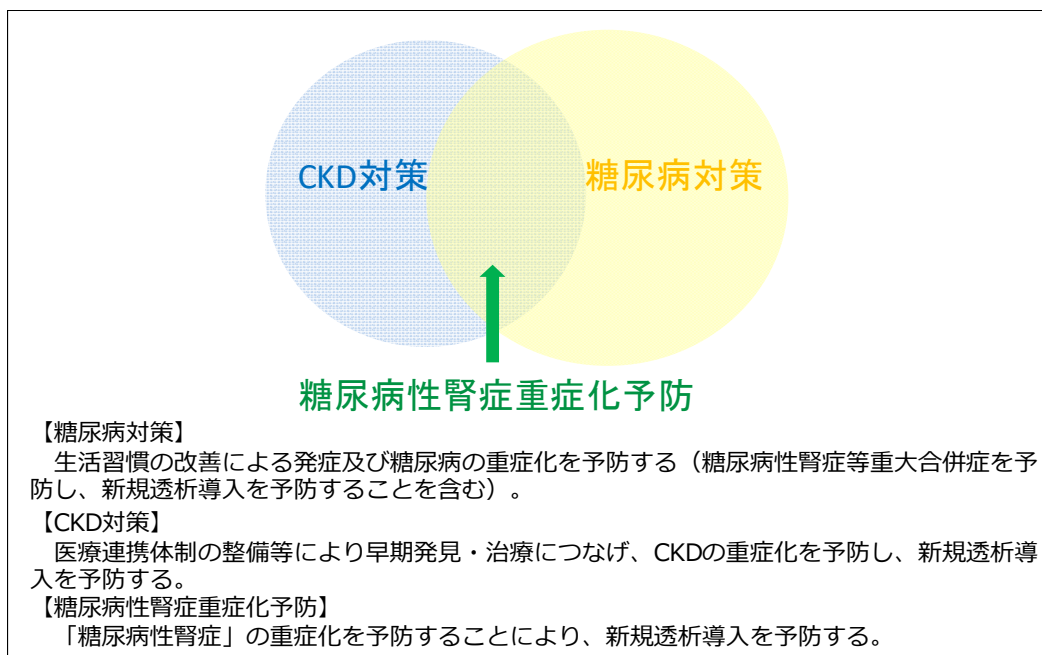 CKD対策
糖尿病対策
糖尿病性腎症重症化予防
【糖尿病対策】
　生活習慣の改善による発症及び糖尿病の重症化を予防する（糖尿病性腎症等重大合併症を予
防し、新規透析導入を予防することを含む）。
【CKD対策】
　医療連携体制の整備等により早期発見・治療につなげ、CKDの重症化を予防し、新規透析導
入を予防する。
【糖尿病性腎症重症化予防】
　「糖尿病性腎症」の重症化を予防することにより、新規透析導入を予防する。